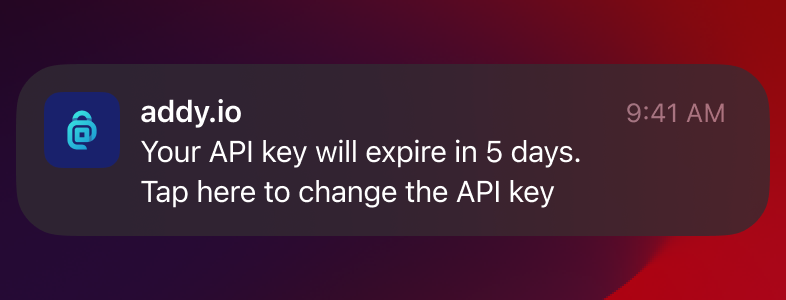 addy.io 9:41 AM
Your API key will expire in 5 days.
Tap here to change the API key